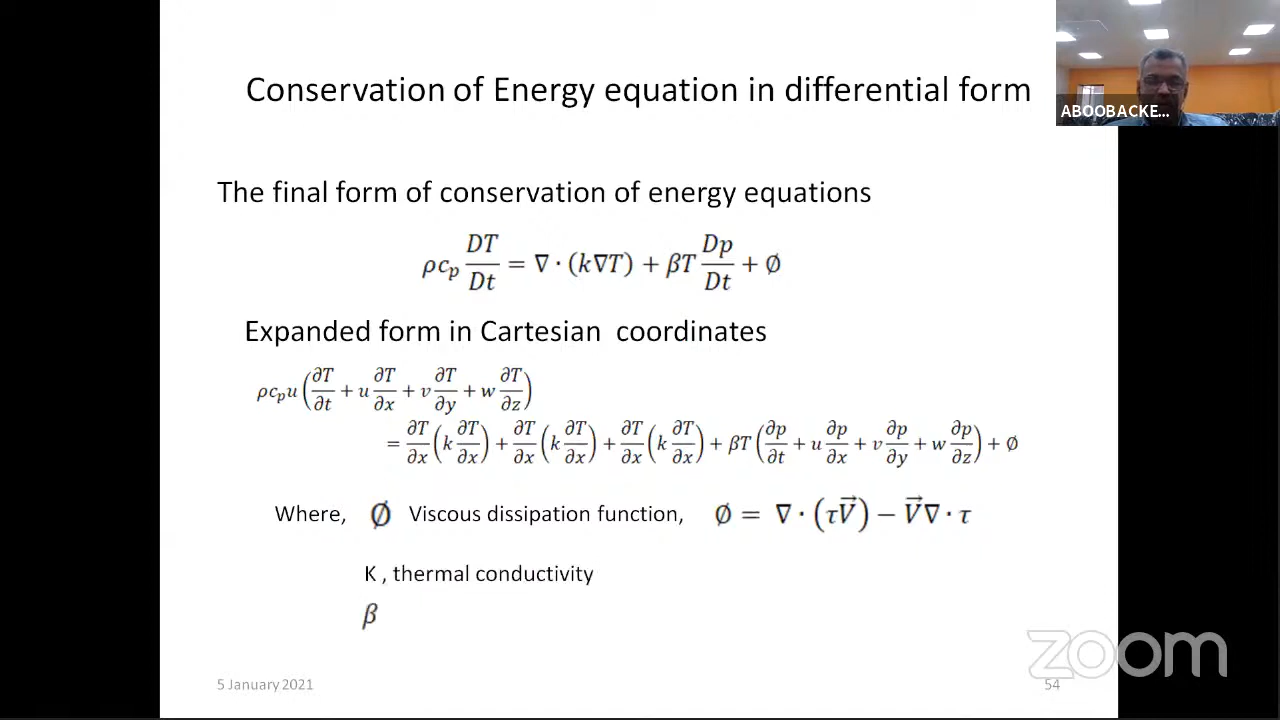 Conservation of Energy equation in differential form
ABOOBACKE...
The final form of conservation of energy equations
ρc_p DT/Dt = ∇ · (k∇T) + βT Dp/Dt + ∅
Expanded form in Cartesian coordinates
ρc_p u (∂T/∂t + u ∂T/∂x + v ∂T/∂y + w ∂T/∂z)
= ∂T/∂x (k ∂T/∂x) + ∂T/∂x (k ∂T/∂x) + ∂T/∂x (k ∂T/∂x) + βT (∂p/∂t + u ∂p/∂x + v ∂p/∂y + w ∂p/∂z) + ∅
Where, ∅ Viscous dissipation function, ∅ = ∇ · (τV⃗) − V⃗∇ · τ
K , thermal conductivity
β
zoom
5 January 2021
54